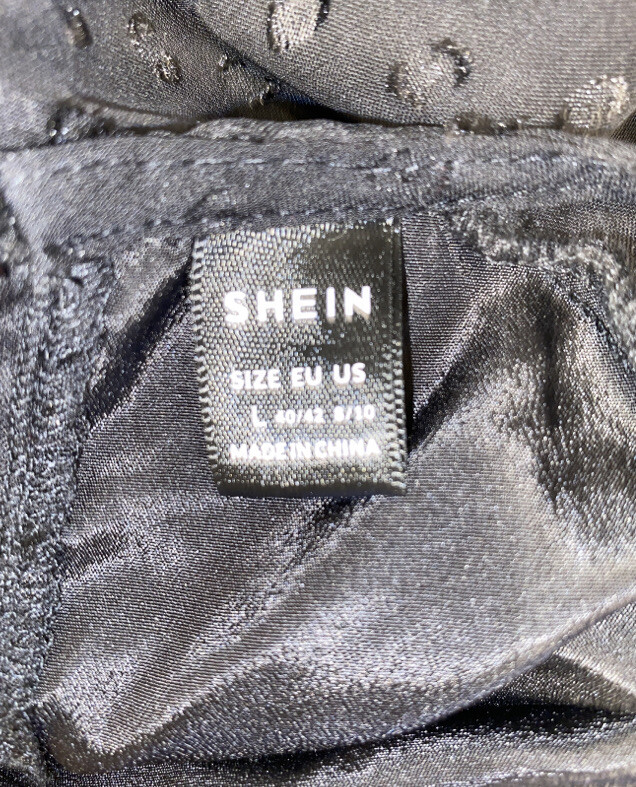 SHEIN
SIZE EU US
L 40/42 8/10
MADE IN CHINA